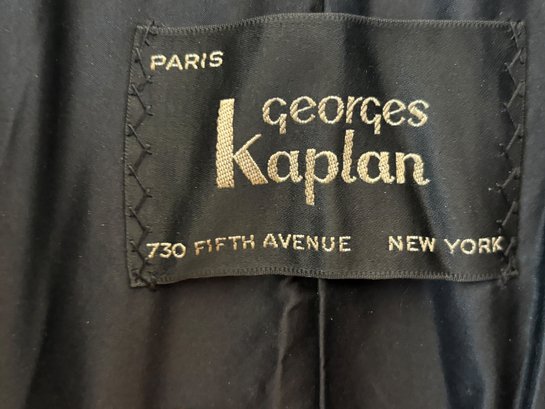 PARIS
Georges
Kaplan
730 FIFTH AVENUE NEW YORK